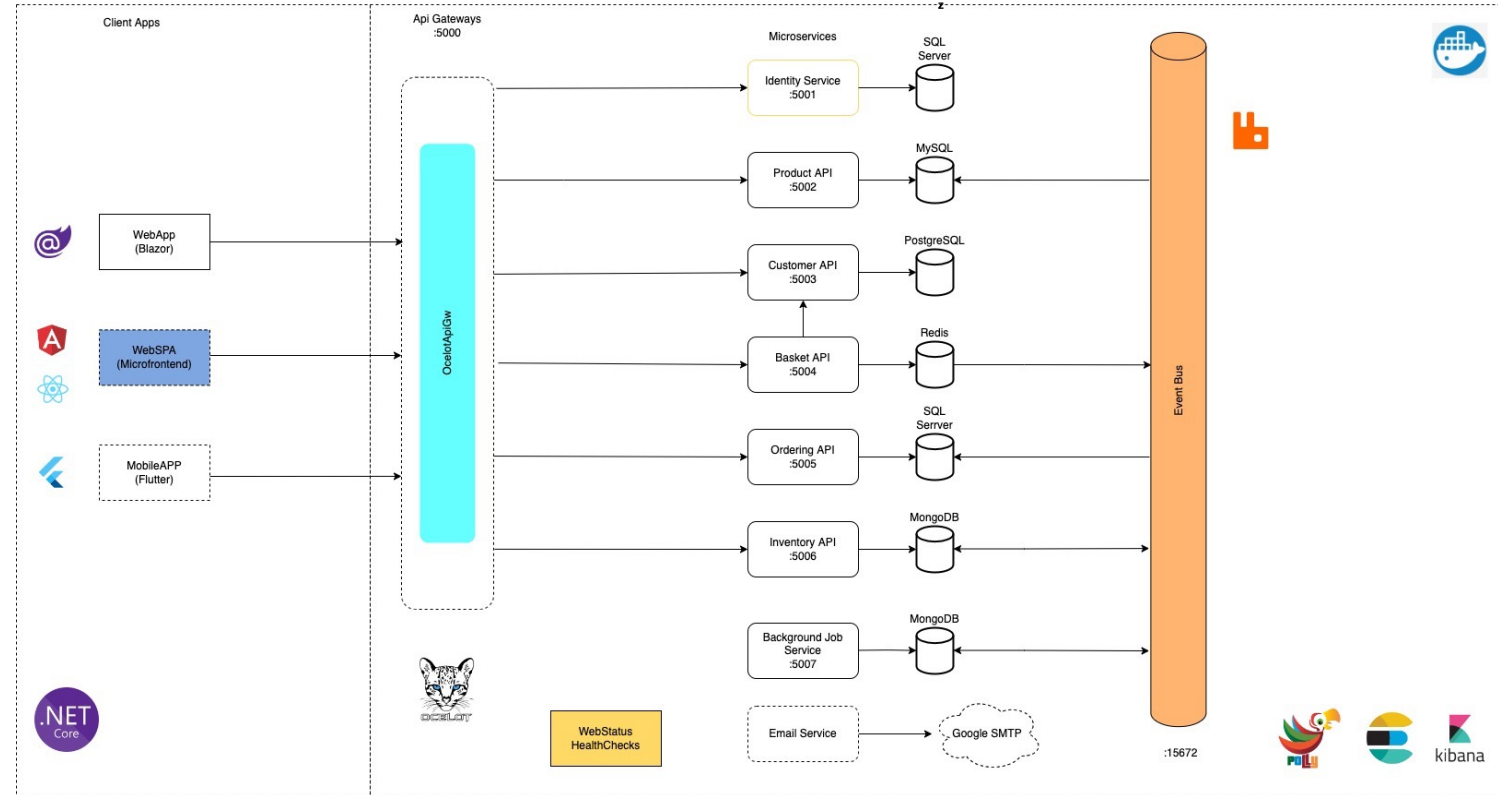 z
Client Apps
Api Gateways
:5000
Microservices
SQL
Server
Identity Service
:5001
MySQL
Product API
:5002
WebApp
(Blazor)
PostgreSQL
Customer API
:5003
WebSPA
(Microfrontend)
OcelotApiGw
Redis
Basket API
:5004
Event Bus
SQL
Serrver
Ordering API
:5005
MobileAPP
(Flutter)
MongoDB
Inventory API
:5006
MongoDB
Background Job
Service
:5007
.NET
Core
OCELOT
WebStatus
HealthChecks
Email Service
Google SMTP
:15672
POLLY
kibana